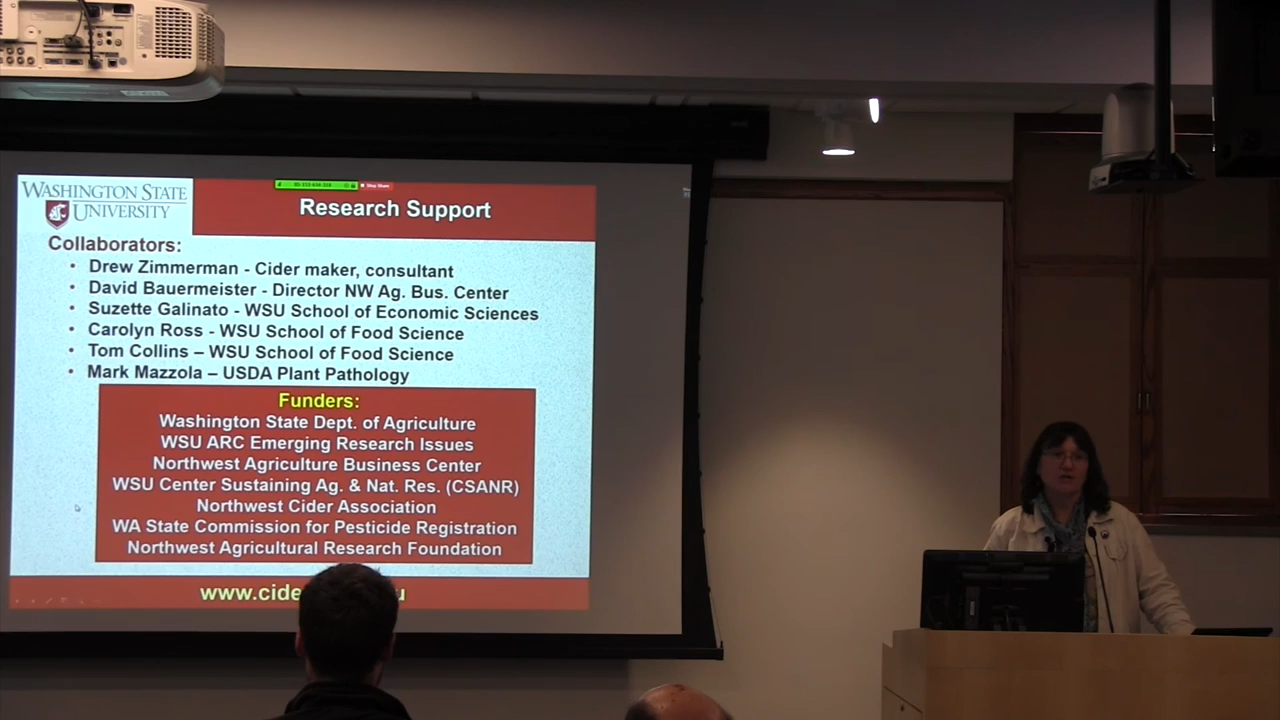 WASHINGTON STATE
UNIVERSITY
Stop Share
Research Support
Collaborators:
• Drew Zimmerman - Cider maker, consultant
• David Bauermeister - Director NW Ag. Bus. Center
• Suzette Galinato - WSU School of Economic Sciences
• Carolyn Ross - WSU School of Food Science
• Tom Collins – WSU School of Food Science
• Mark Mazzola – USDA Plant Pathology
Funders:
Washington State Dept. of Agriculture
WSU ARC Emerging Research Issues
Northwest Agriculture Business Center
WSU Center Sustaining Ag. & Nat. Res. (CSANR)
Northwest Cider Association
WA State Commission for Pesticide Registration
Northwest Agricultural Research Foundation